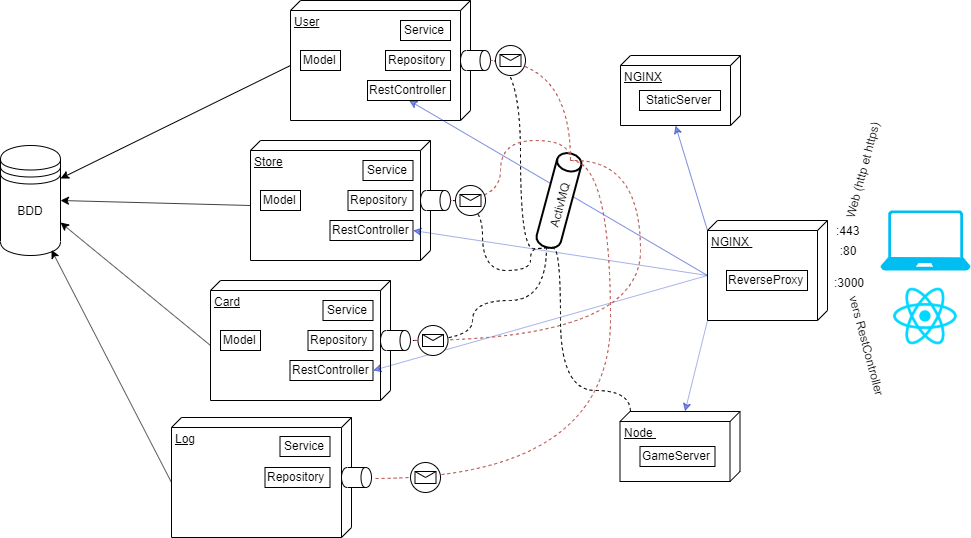 User
Service
Model
Repository
RestController
NGINX
StaticServer
Store
Service
Model
Repository
RestController
BDD
ActivMQ
Web (http et https)
:443
:80
:3000
vers RestController
NGINX
ReverseProxy
Card
Service
Model
Repository
RestController
Log
Service
Repository
Node
GameServer